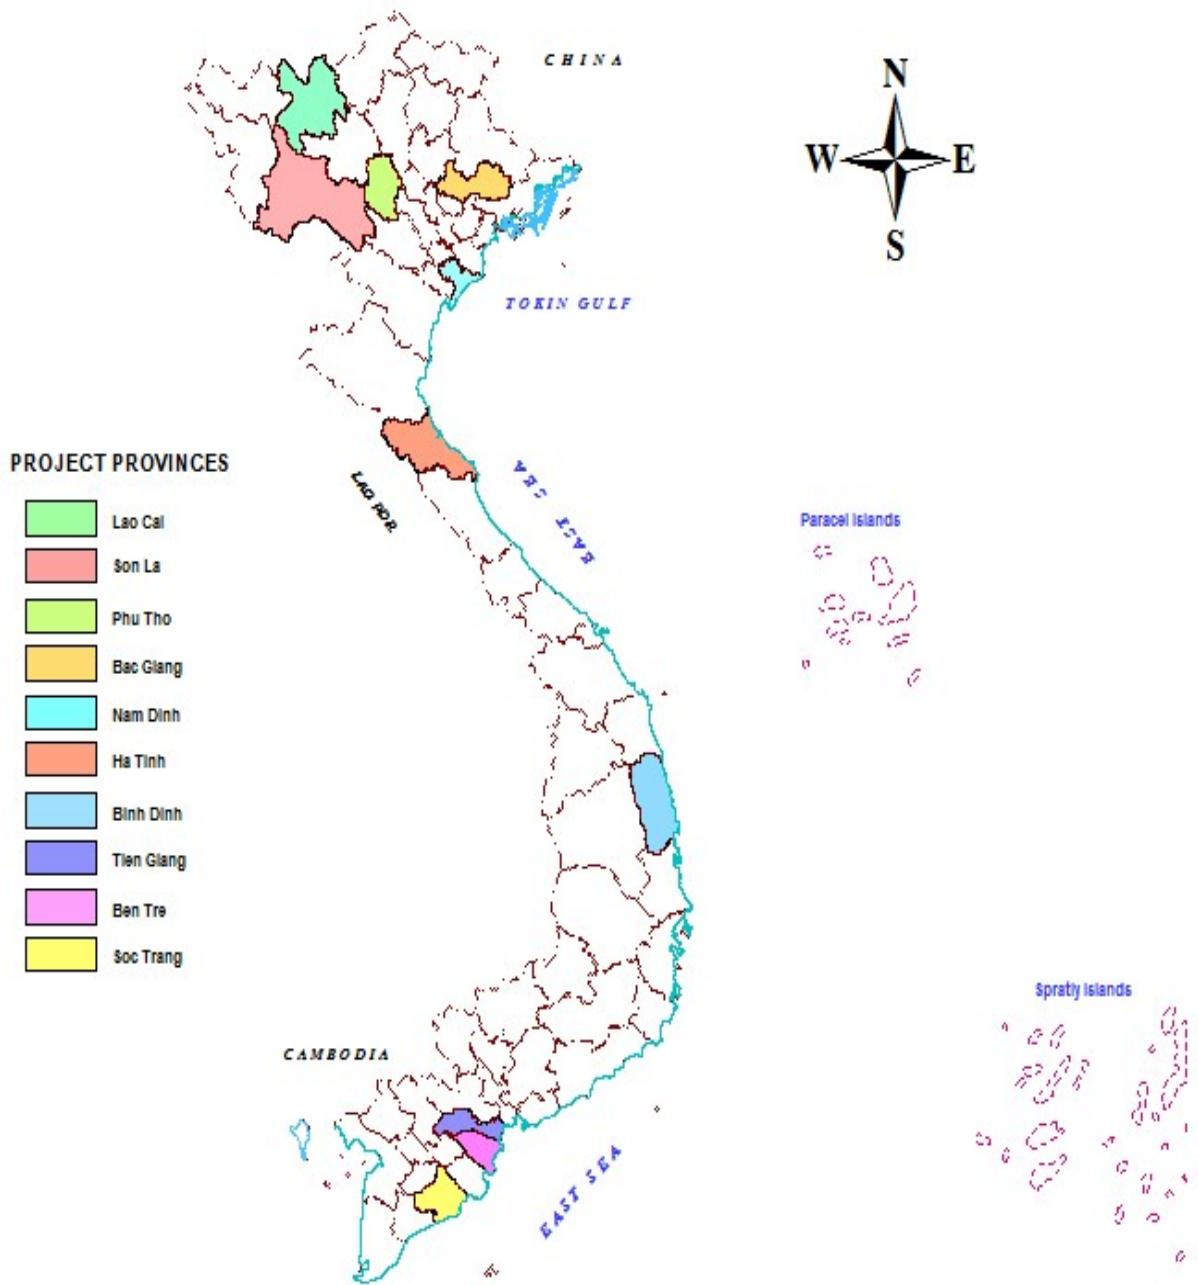 CHINA
N
W E
S
TOKIN GULF
PROJECT PROVINCES
Lao Cai
Son La
Phu Tho
Bac Giang
Nam Dinh
Ha Tinh
Binh Dinh
Tien Giang
Ben Tre
Soc Trang
LAO PDR.
EAST SEA
Paracel Islands
Spratly Islands
CAMBODIA
EAST SEA